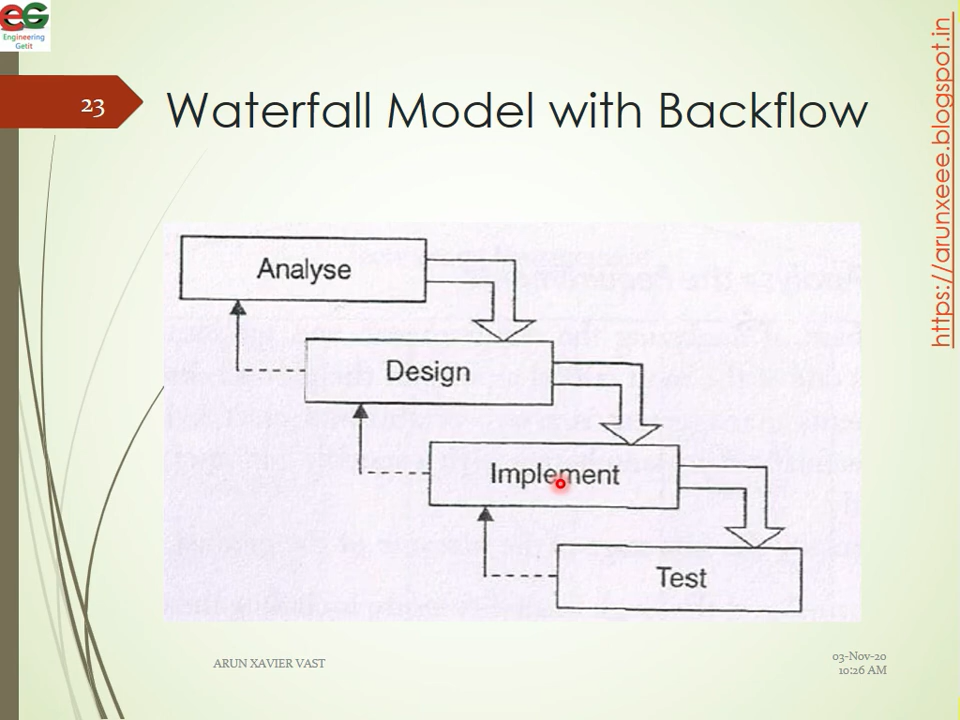 EG
Engineering
Getit
https://arunxeee.blogspot.in
23
Waterfall Model with Backflow
Analyse
Design
Implement
Test
ARUN XAVIER VAST
03-Nov-20
10:26 AM